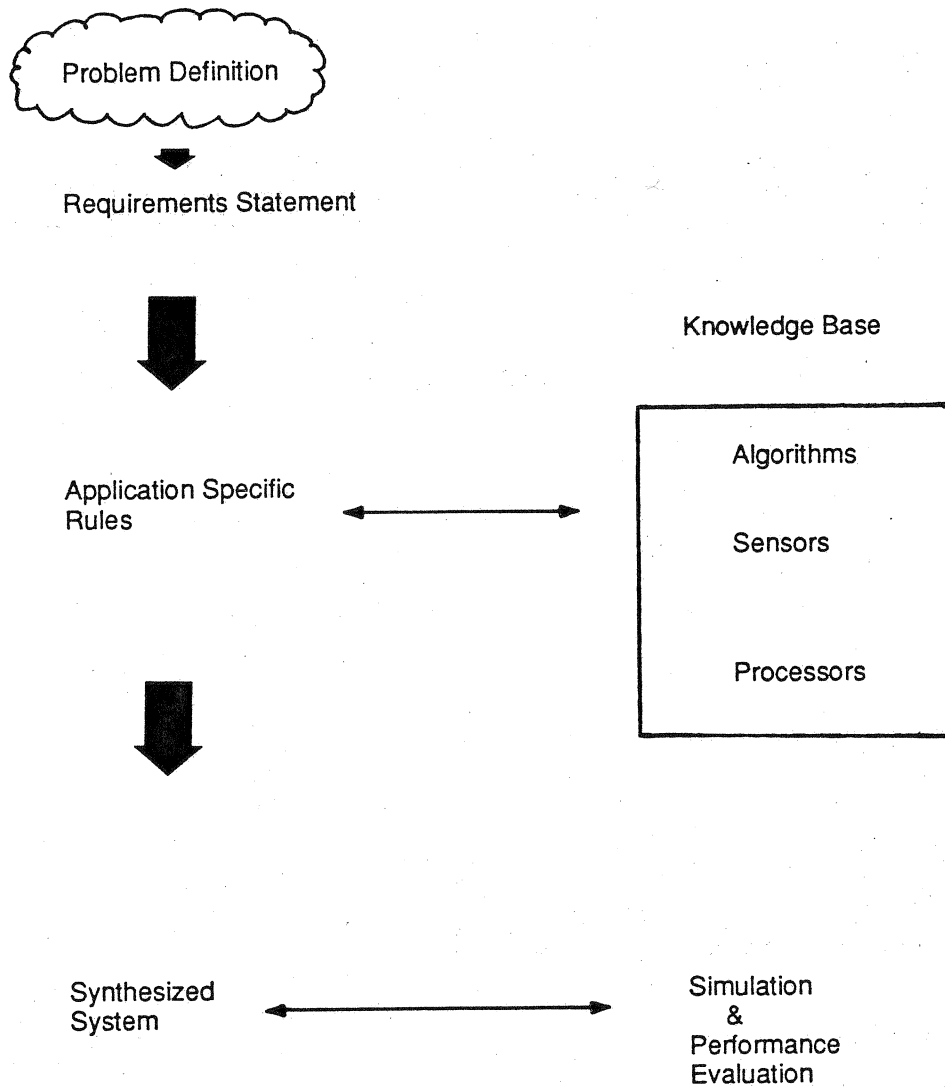 Problem Definition
Requirements Statement
Knowledge Base
Algorithms
Application Specific
Rules
Sensors
Processors
Synthesized
System
Simulation
&
Performance
Evaluation